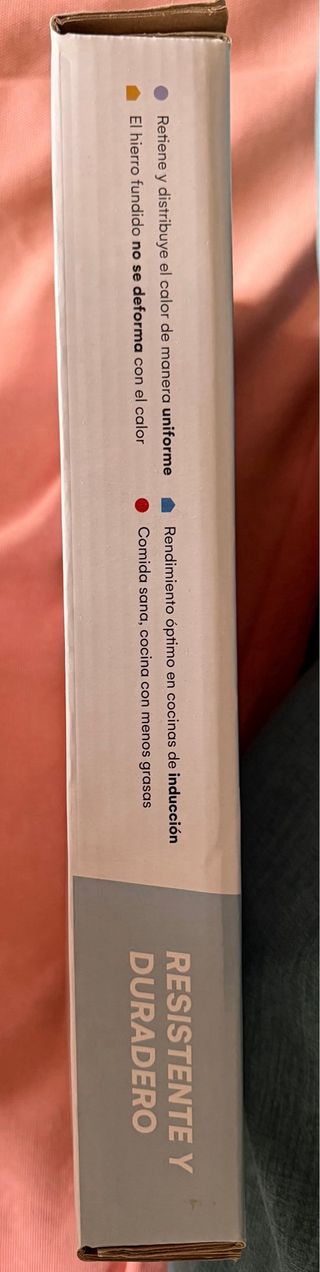 Retiene y distribuye el calor de manera uniforme
El hierro fundido no se deforma con el calor
Rendimiento óptimo en cocinas de inducción
Comida sana, cocina con menos grasas
RESISTENTE Y
DURADERO